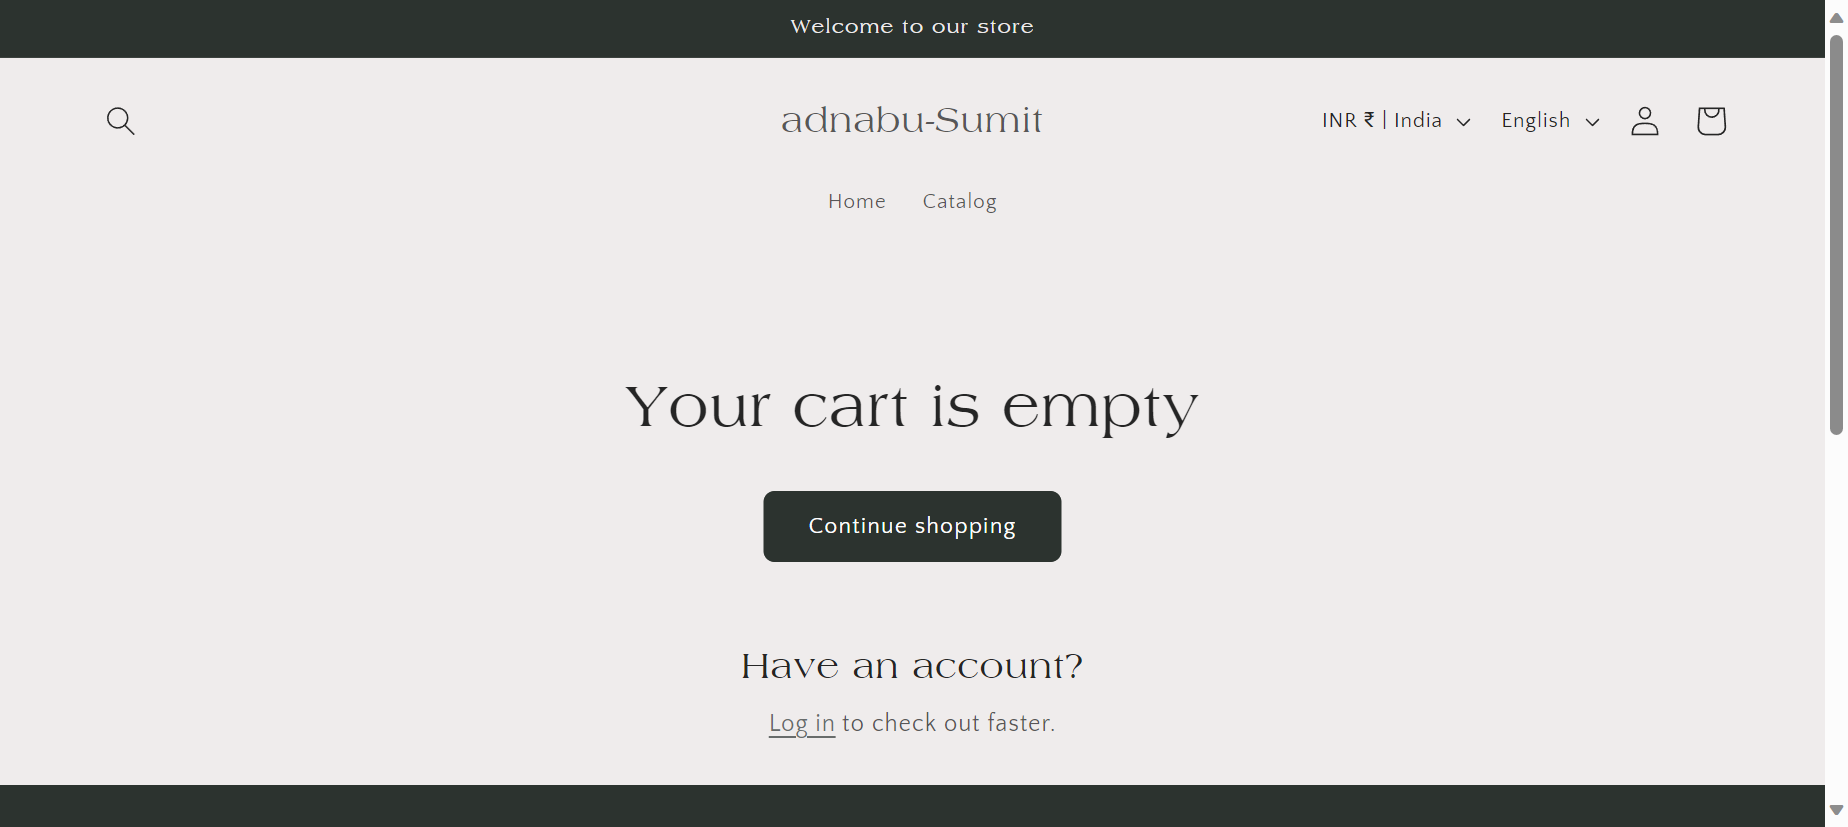 Welcome to our store
adnabu-Sumit
INR ₹ | India
English
Home Catalog
Your cart is empty
Continue shopping
Have an account?
Log in to check out faster.